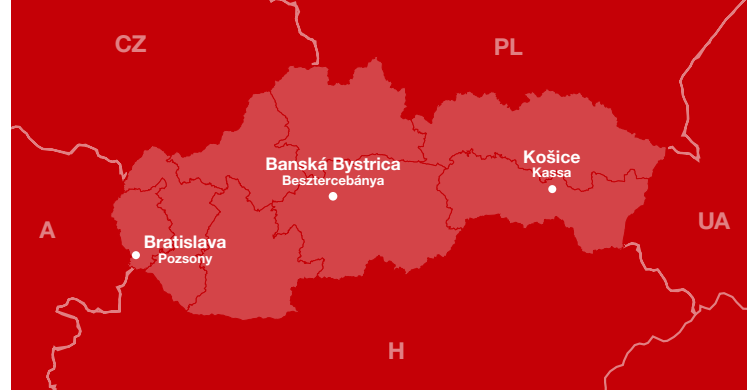 CZ
PL
Košice
Kassa
Banská Bystrica
Besztercebánya
A
UA
Bratislava
Pozsony
H